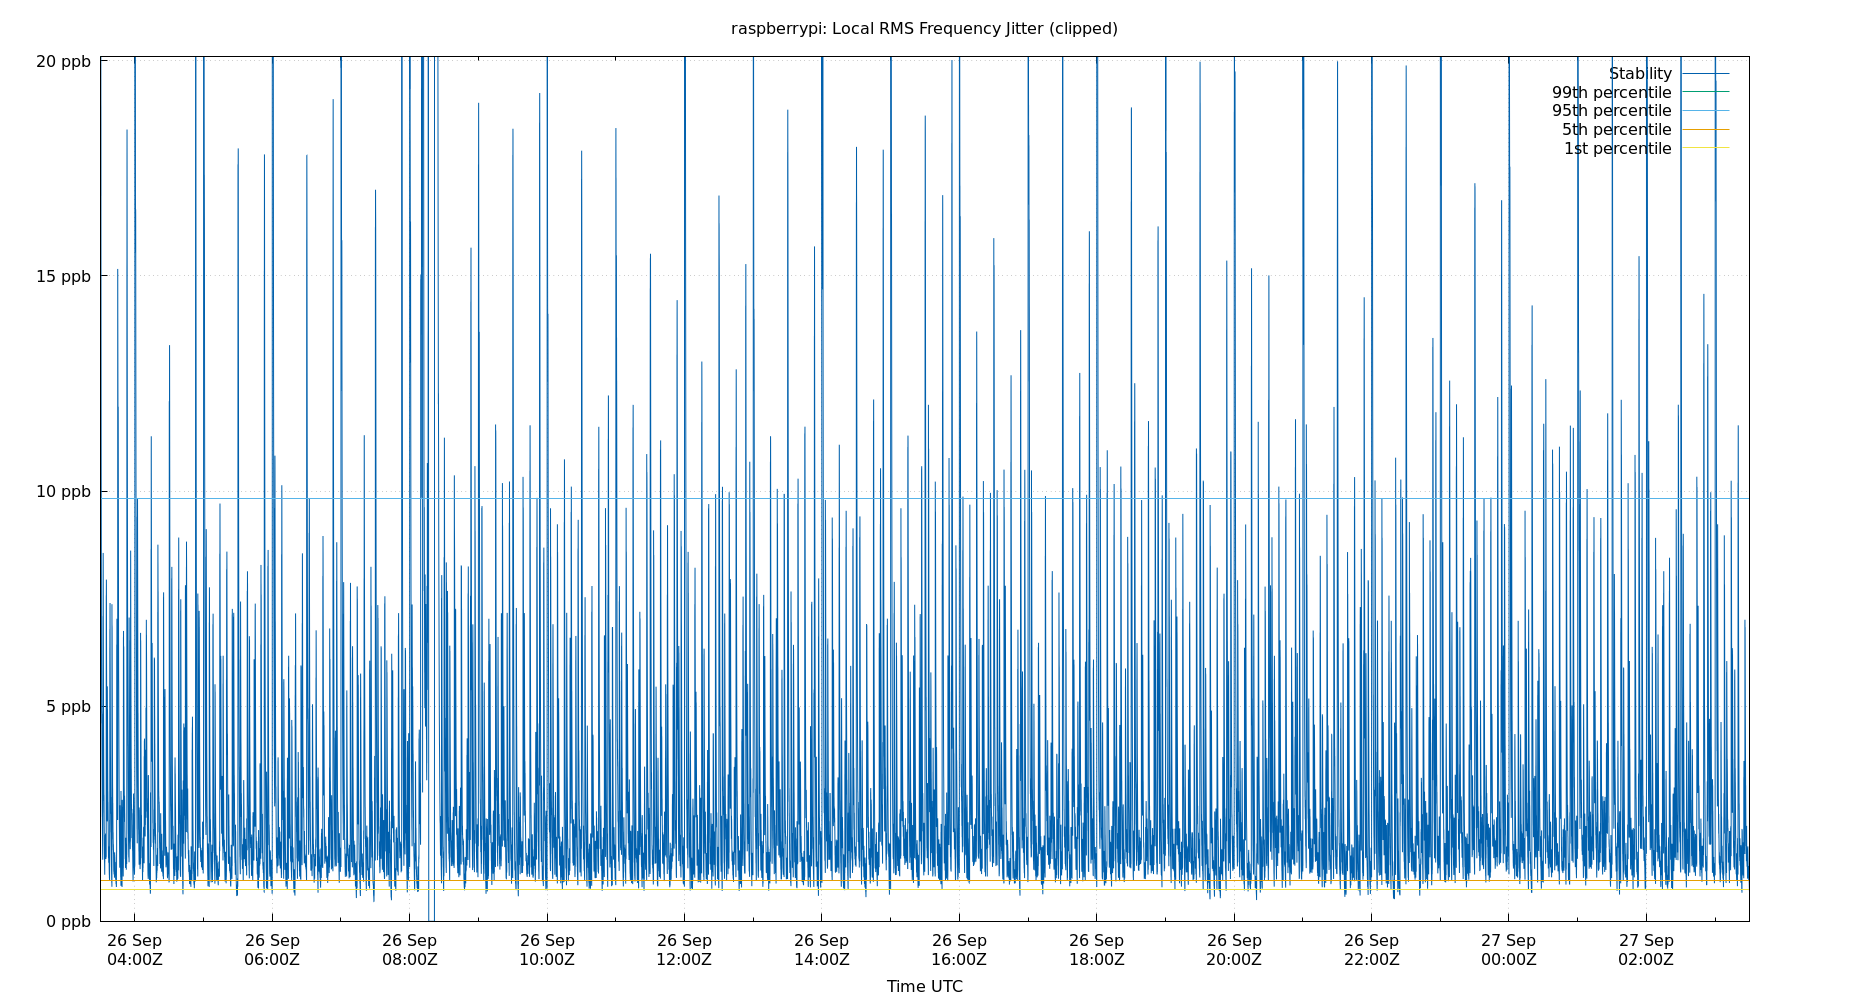 raspberrypi: Local RMS Frequency Jitter (clipped)
20 ppb
15 ppb
10 ppb
5 ppb
0 ppb
Stability
99th percentile
95th percentile
5th percentile
1st percentile
26 Sep 26 Sep 26 Sep 26 Sep 26 Sep 26 Sep 26 Sep 26 Sep 26 Sep 26 Sep 27 Sep 27 Sep
04:00Z 06:00Z 08:00Z 10:00Z 12:00Z 14:00Z 16:00Z 18:00Z 20:00Z 22:00Z 00:00Z 02:00Z
Time UTC